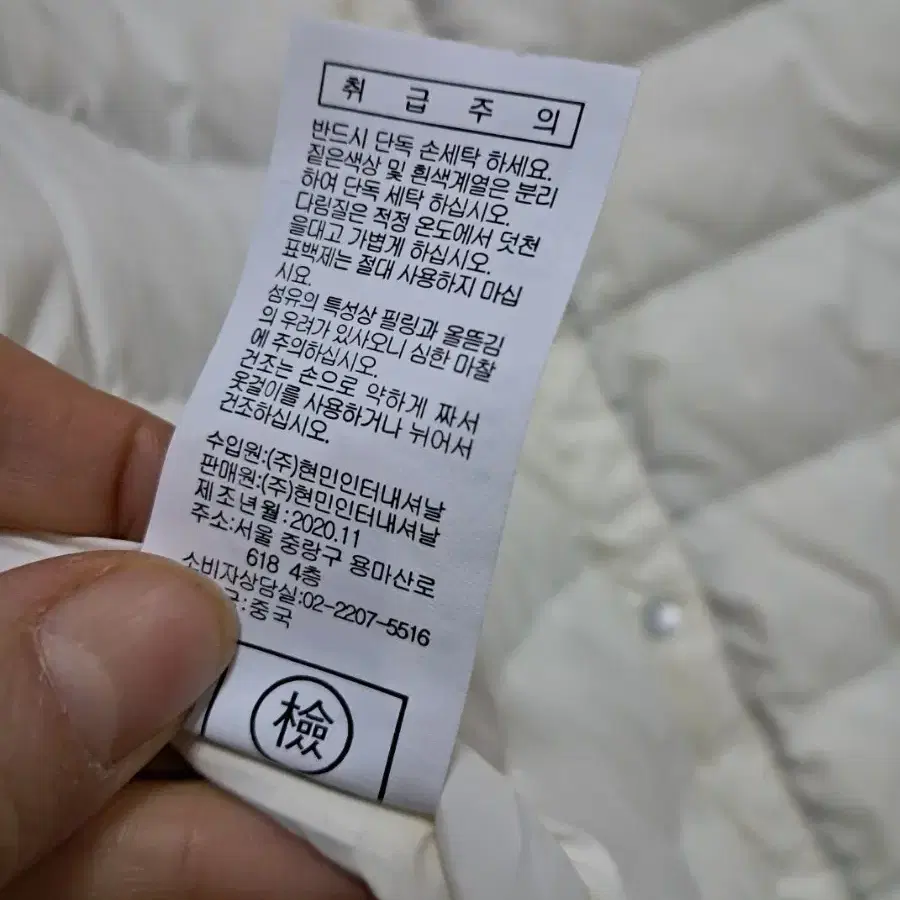 취 급 주 의
반드시 단독 손세탁 하세요.
짙은색상 및 흰색계열은 분리
하여 단독 세탁 하십시오.
다림질은 적정 온도에서 덧천
을대고 가볍게 하십시오.
표백제는 절대 사용하지 마십
시요.
섬유의 특성상 필링과 올뜯김
의 우려가 있사오니 심한 마찰
에 주의하십시오.
건조는 손으로 약하게 짜서
옷걸이를 사용하거나 뉘어서
건조하십시오.
수입원:(주)현민인터내셔날
판매원:(주)현민인터내셔날
제조년월:2020.11
주소:서울 중랑구 용마산로
618 4층
소비자상담실:02-2207-5516
:중국
檢